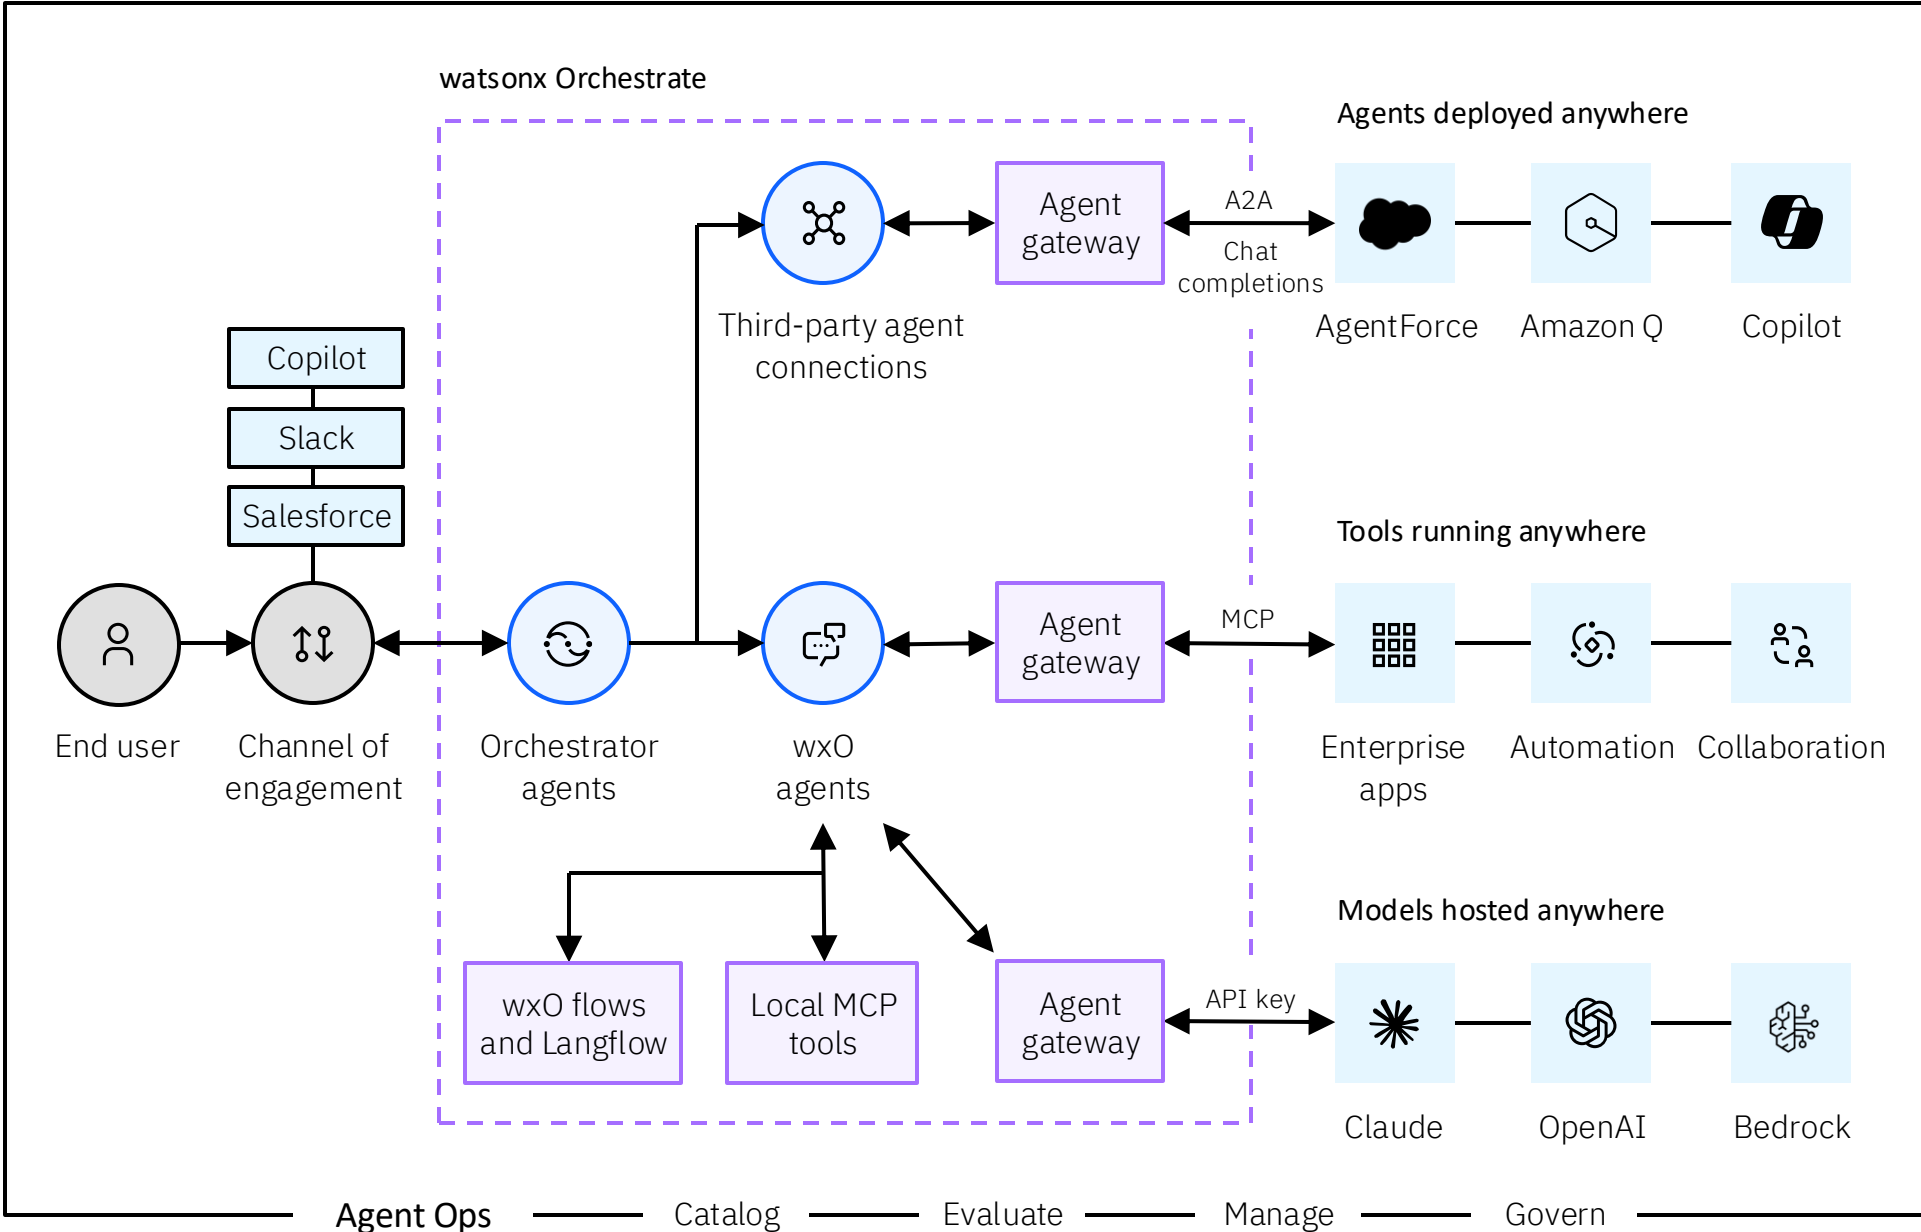 watsonx Orchestrate
Agents deployed anywhere
Agent
gateway
A2A
Chat
completions
Third-party agent
connections
AgentForce
Amazon Q
Copilot
Copilot
Slack
Salesforce
Tools running anywhere
Agent
gateway
MCP
End user
Channel of
engagement
Orchestrator
agents
wxO
agents
Enterprise
apps
Automation
Collaboration
Models hosted anywhere
wxO flows
and Langflow
Local MCP
tools
Agent
gateway
API key
Claude
OpenAI
Bedrock
Agent Ops
Catalog
Evaluate
Manage
Govern